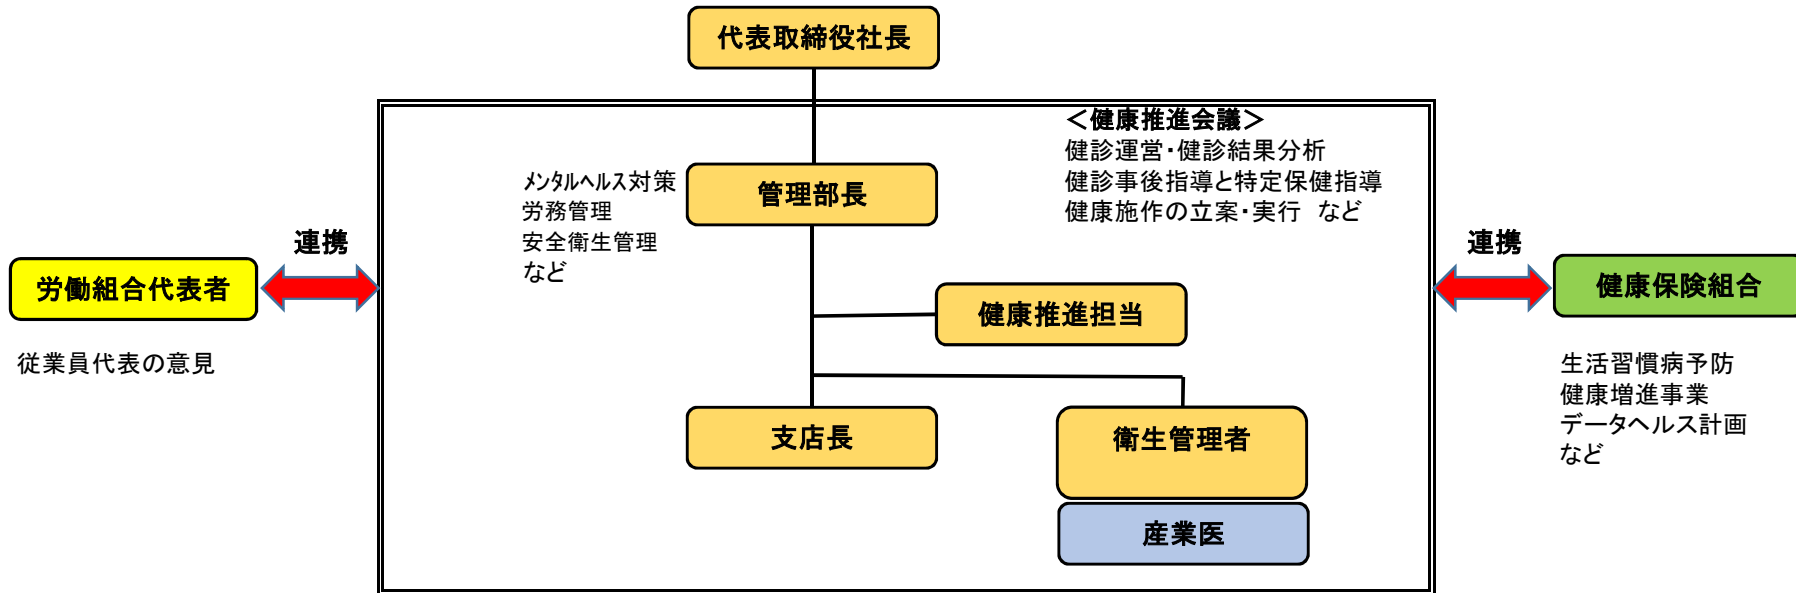 代表取締役社長
＜健康推進会議＞
健診運営・健診結果分析
健診事後指導と特定保健指導
健康施作の立案・実行　など
メンタルヘルス対策
労務管理
安全衛生管理
など
管理部長
連携
労働組合代表者
従業員代表の意見
連携
健康保険組合
生活習慣病予防
健康増進事業
データヘルス計画
など
健康推進担当
支店長
衛生管理者
産業医